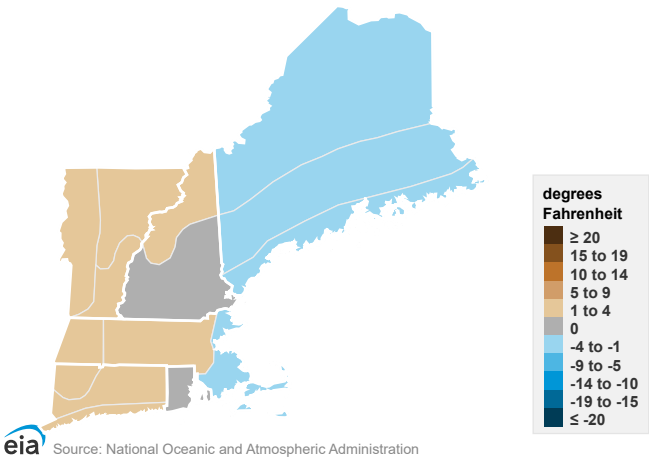 degrees
Fahrenheit
≥ 20
15 to 19
10 to 14
5 to 9
1 to 4
0
-4 to -1
-9 to -5
-14 to -10
-19 to -15
≤ -20
eia
Source: National Oceanic and Atmospheric Administration